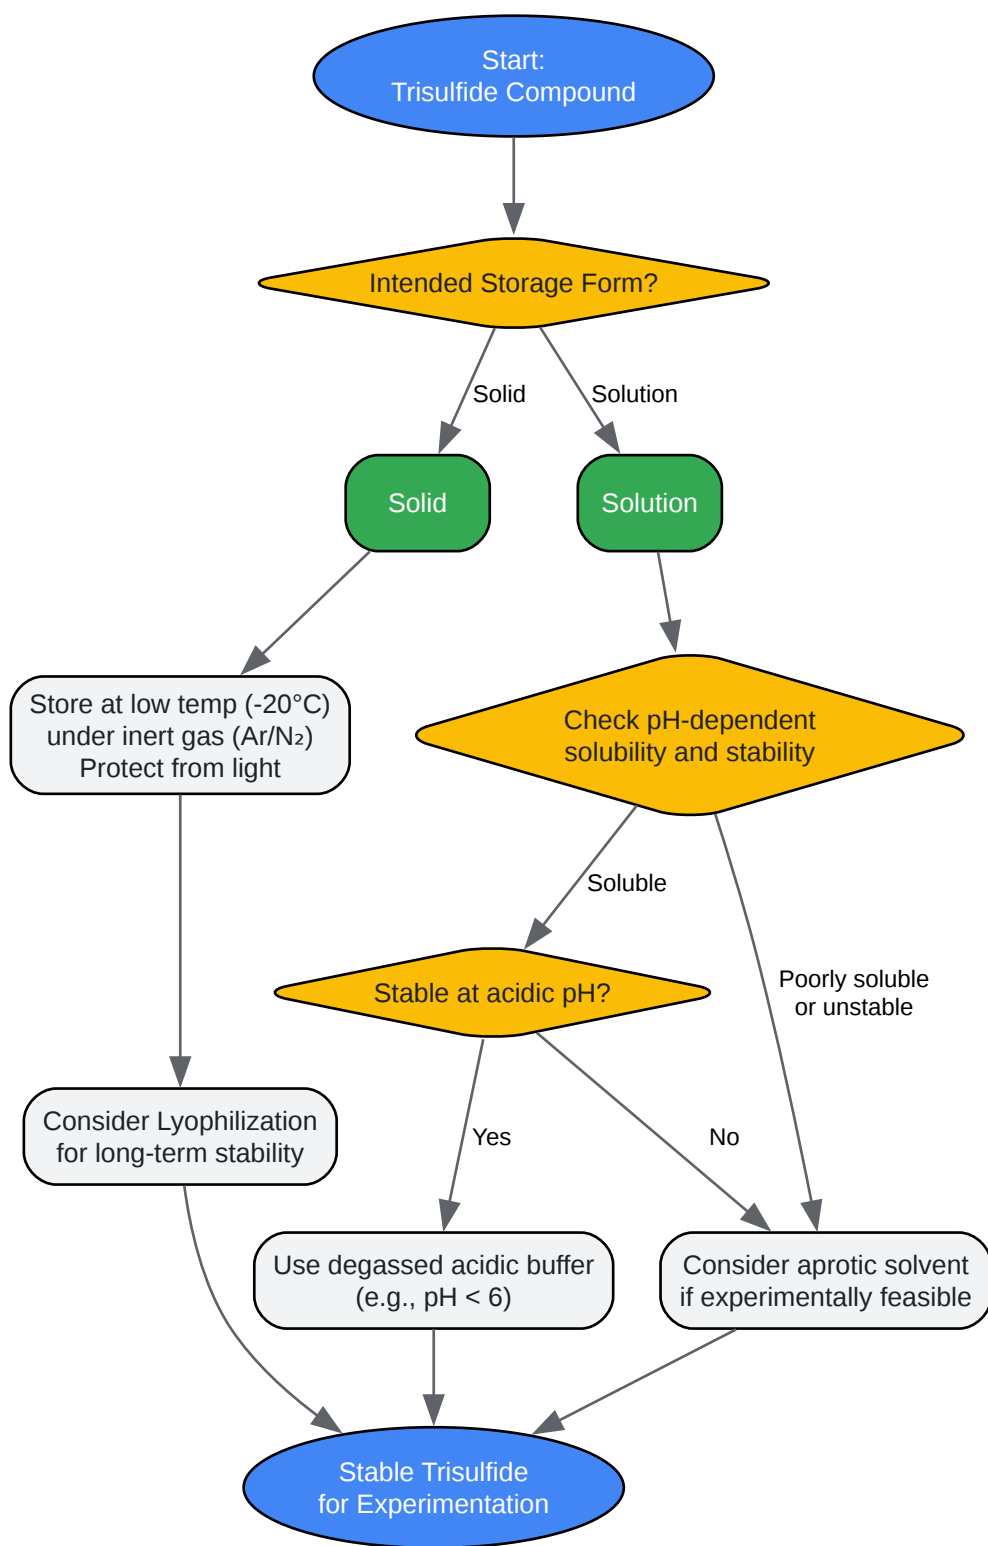 Start:
Trisulfide Compound
Intended Storage Form?
Solid
Solution
Solid
Solution
Store at low temp (-20°C)
under inert gas (Ar/N₂)
Protect from light
Check pH-dependent
solubility and stability
Soluble
Poorly soluble
or unstable
Stable at acidic pH?
Consider Lyophilization
for long-term stability
Yes
No
Use degassed acidic buffer
(e.g., pH < 6)
Consider aprotic solvent
if experimentally feasible
Stable Trisulfide
for Experimentation